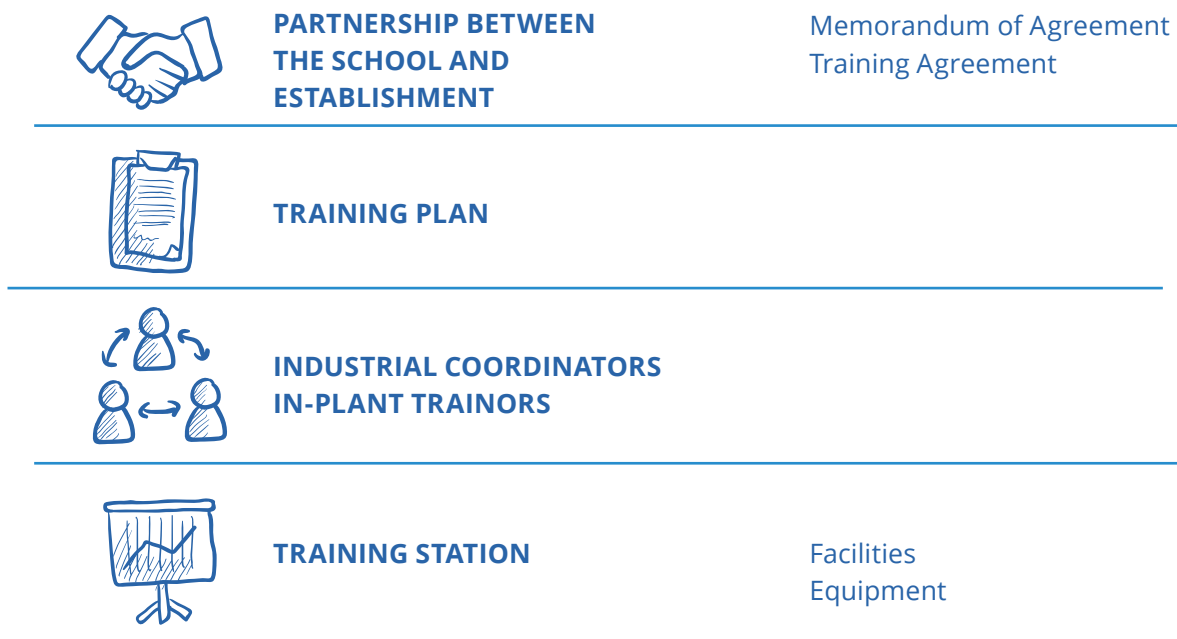 PARTNERSHIP BETWEEN
THE SCHOOL AND
ESTABLISHMENT
Memorandum of Agreement
Training Agreement
TRAINING PLAN
INDUSTRIAL COORDINATORS
IN-PLANT TRAINORS
TRAINING STATION
Facilities
Equipment